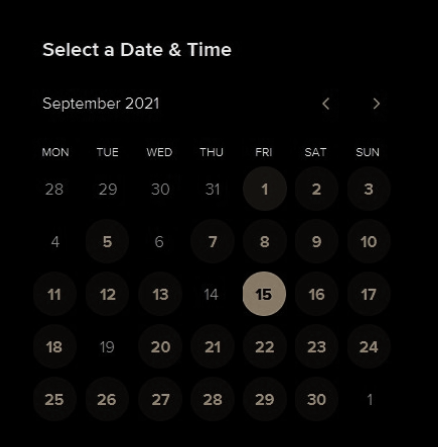 Select a Date & Time
September 2021
MON TUE WED THU FRI SAT SUN
28 29 30 31 1 2 3
4 5 6 7 8 9 10
11 12 13 14 15 16 17
18 19 20 21 22 23 24
25 26 27 28 29 30 1